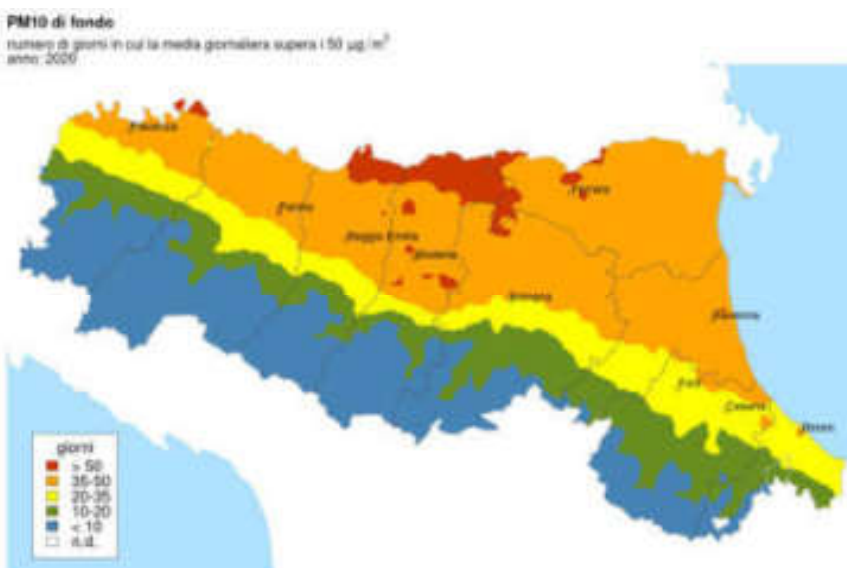 PM10 di fondo
numero di giorni in cui la media giornaliera supera i 50 µg/m³
anno: 2020
Piacenza
Parma
Reggio Emilia
Modena
Ferrara
Bologna
Ravenna
Forlì
Cesena
Rimini
giorni
> 50
35-50
20-35
10-20
< 10
n.d.